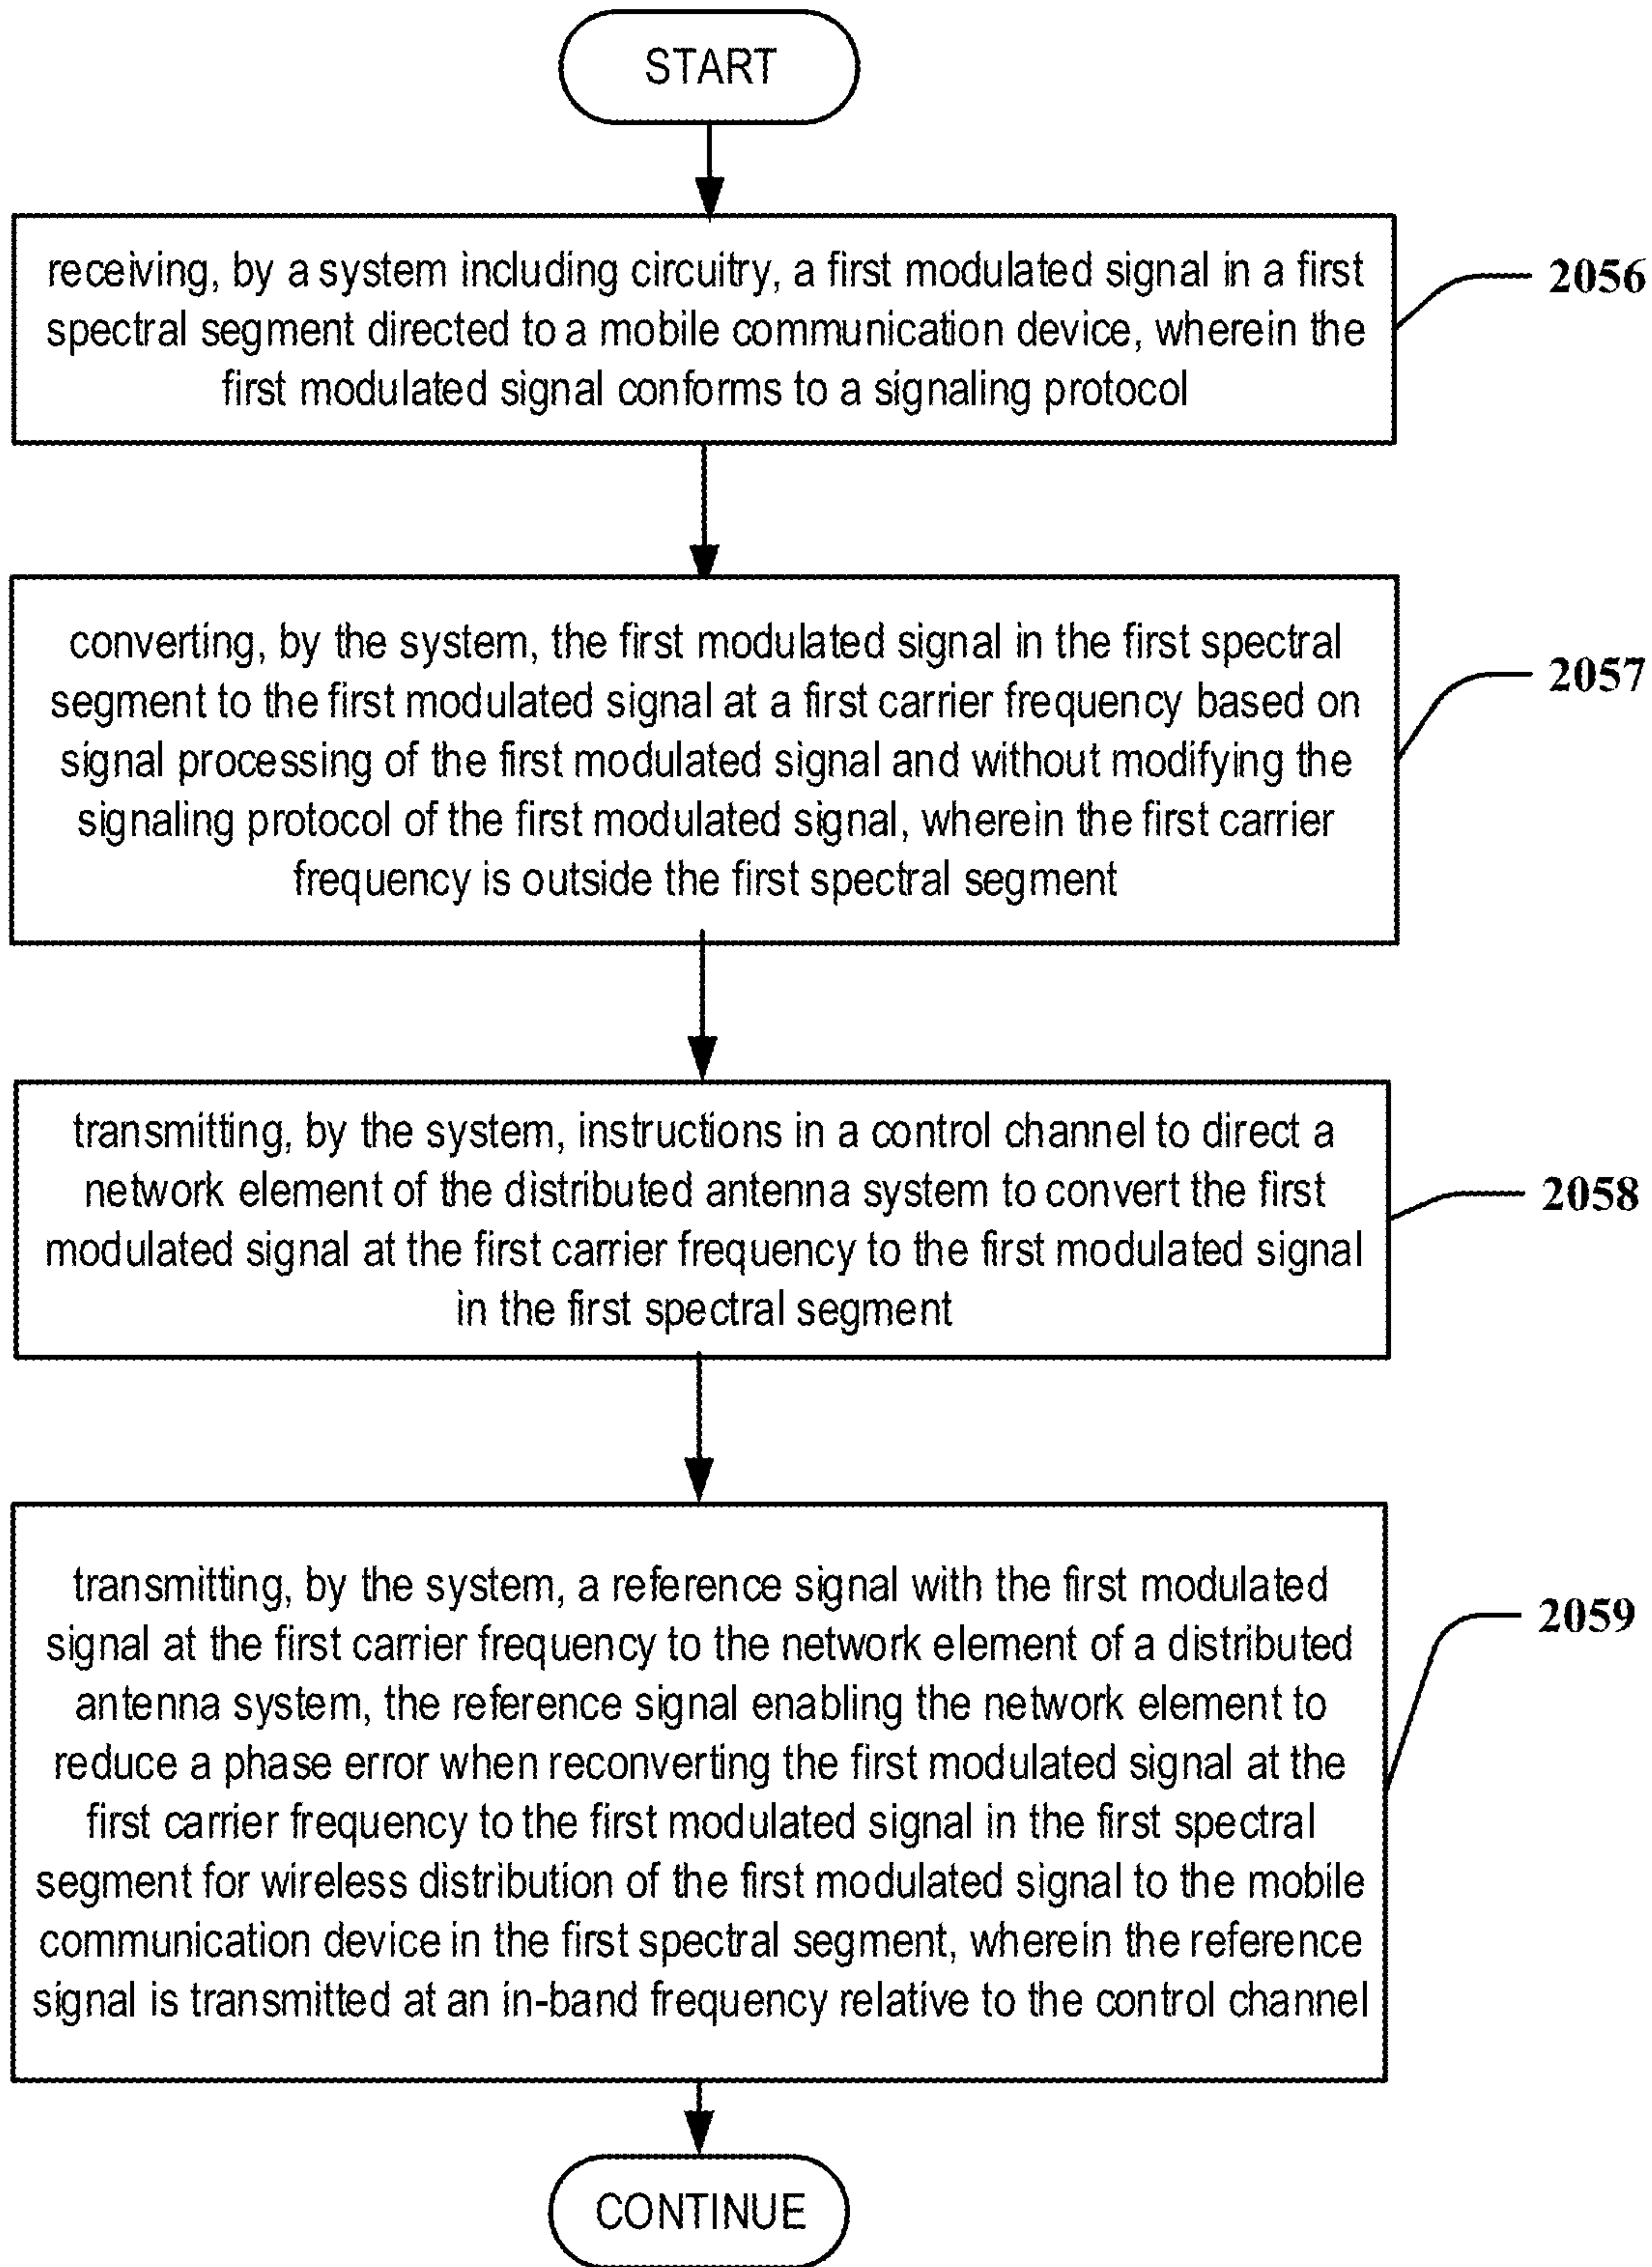 START
receiving, by a system including circuitry, a first modulated signal in a first
spectral segment directed to a mobile communication device, wherein the
first modulated signal conforms to a signaling protocol
2056
converting, by the system, the first modulated signal in the first spectral
segment to the first modulated signal at a first carrier frequency based on
signal processing of the first modulated signal and without modifying the
signaling protocol of the first modulated signal, wherein the first carrier
frequency is outside the first spectral segment
2057
transmitting, by the system, instructions in a control channel to direct a
network element of the distributed antenna system to convert the first
modulated signal at the first carrier frequency to the first modulated signal
in the first spectral segment
2058
transmitting, by the system, a reference signal with the first modulated
signal at the first carrier frequency to the network element of a distributed
antenna system, the reference signal enabling the network element to
reduce a phase error when reconverting the first modulated signal at the
first carrier frequency to the first modulated signal in the first spectral
segment for wireless distribution of the first modulated signal to the mobile
communication device in the first spectral segment, wherein the reference
signal is transmitted at an in-band frequency relative to the control channel
2059
CONTINUE